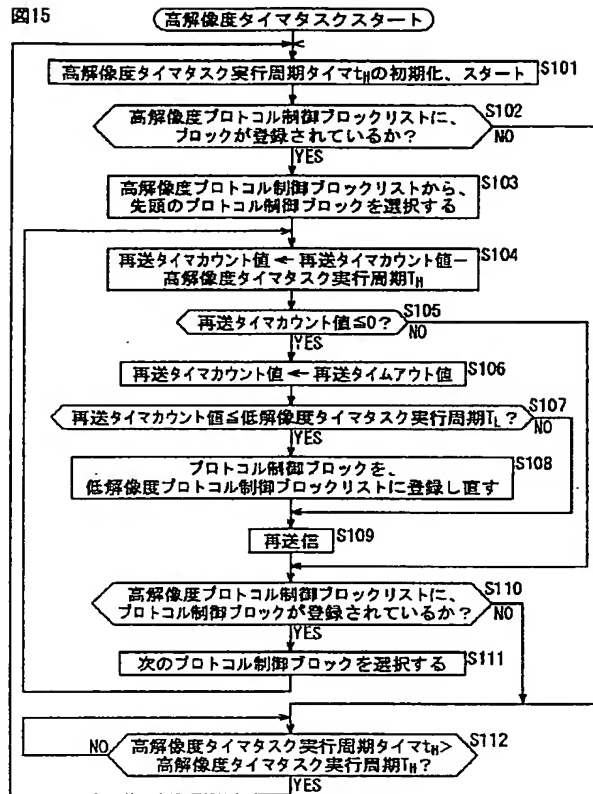 図15
高解像度タイマタスクスタート
高解像度タイマタスク実行周期タイマtHの初期化、スタート
S101
高解像度プロトコル制御ブロックリストに、
ブロックが登録されているか?
S102
NO
YES
高解像度プロトコル制御ブロックリストから、
先頭のプロトコル制御ブロックを選択する
S103
再送タイマカウント値←再送タイマカウント値−
高解像度タイマタスク実行周期TH
S104
再送タイマカウント値≦0?
S105
NO
YES
再送タイマカウント値←再送タイムアウト値
S106
再送タイマカウント値≦低解像度タイマタスク実行周期TL?
S107
NO
YES
プロトコル制御ブロックを、
低解像度プロトコル制御ブロックリストに登録し直す
S108
再送信
S109
高解像度プロトコル制御ブロックリストに、
プロトコル制御ブロックが登録されているか?
S110
NO
YES
次のプロトコル制御ブロックを選択する
S111
高解像度タイマタスク実行周期タイマtH>
高解像度タイマタスク実行周期TH?
S112
NO
YES